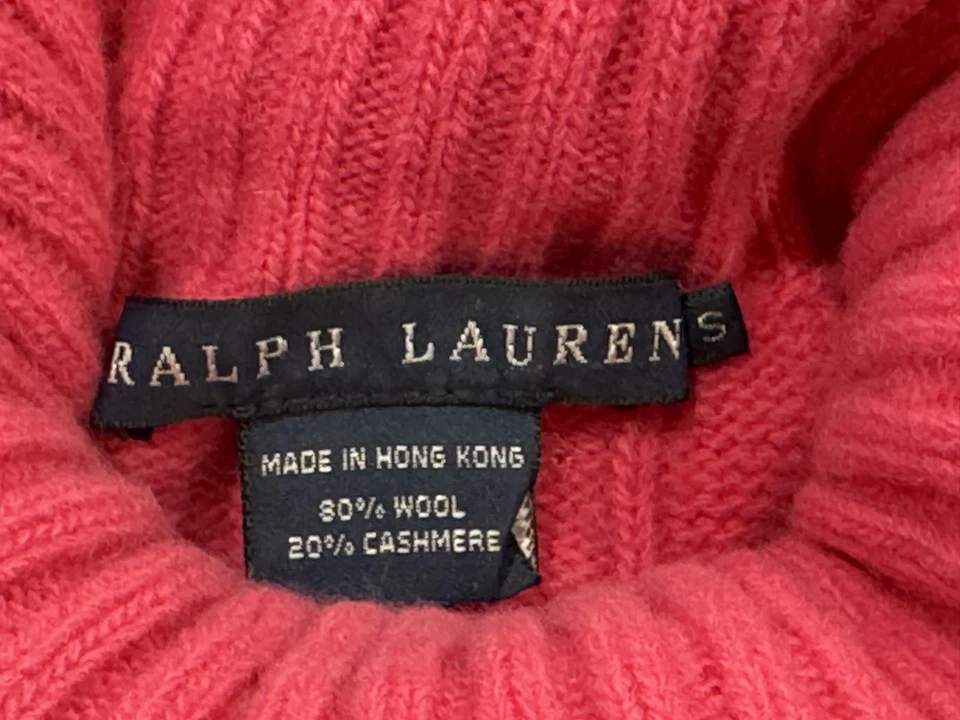 RALPH LAUREN S
MADE IN HONG KONG
80% WOOL
20% CASHMERE